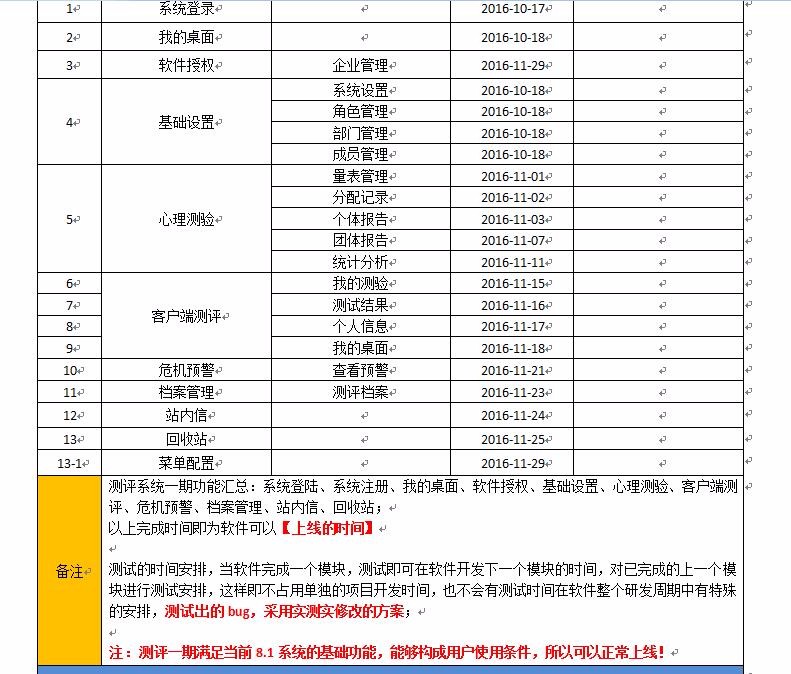 1 系统登录 2016-10-17
2 我的桌面 2016-10-18
3 软件授权 企业管理 2016-11-29
4 基础设置 系统设置 2016-10-18
角色管理 2016-10-18
部门管理 2016-10-18
成员管理 2016-10-18
5 心理测验 量表管理 2016-11-01
分配记录 2016-11-02
个体报告 2016-11-03
团体报告 2016-11-07
统计分析 2016-11-11
6 客户端测评 我的测验 2016-11-15
7 测试结果 2016-11-16
8 个人信息 2016-11-17
9 我的桌面 2016-11-18
10 危机预警 查看预警 2016-11-21
11 档案管理 测评档案 2016-11-23
12 站内信 2016-11-24
13 回收站 2016-11-25
13-1 菜单配置 2016-11-29
备注
测评系统一期功能汇总：系统登陆、系统注册、我的桌面、软件授权、基础设置、心理测验、客户端测
评、危机预警、档案管理、站内信、回收站；
以上完成时间即为软件可以【上线的时间】
测试的时间安排，当软件完成一个模块，测试即可在软件开发下一个模块的时间，对已完成的上一个模
块进行测试安排，这样即不占用单独的项目开发时间，也不会有测试时间在软件整个研发周期中有特殊
的安排，测试出的 bug，采用实测实修改的方案；
注：测评一期满足当前 8.1 系统的基础功能，能够构成用户使用条件，所以可以正常上线！